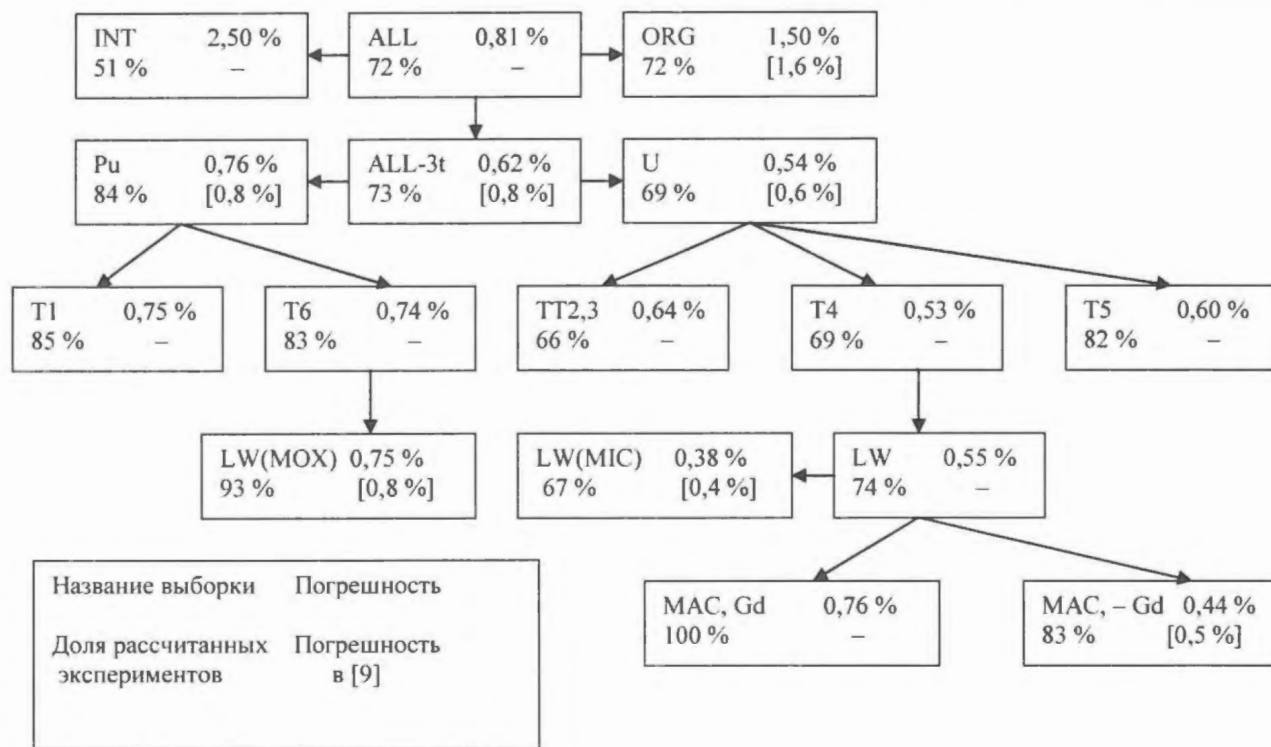 INT 2,50 %
51 % –
ALL 0,81 %
72 % –
ORG 1,50 %
72 % [1,6 %]
Pu 0,76 %
84 % [0,8 %]
ALL-3t 0,62 %
73 % [0,8 %]
U 0,54 %
69 % [0,6 %]
T1 0,75 %
85 % –
T6 0,74 %
83 % –
TT2,3 0,64 %
66 % –
T4 0,53 %
69 % –
T5 0,60 %
82 % –
LW(MOX) 0,75 %
93 % [0,8 %]
LW(MIC) 0,38 %
67 % [0,4 %]
LW 0,55 %
74 % –
MAC, Gd 0,76 %
100 % –
MAC, – Gd 0,44 %
83 % [0,5 %]
Название выборки Погрешность
Доля рассчитанных Погрешность
экспериментов в [9]